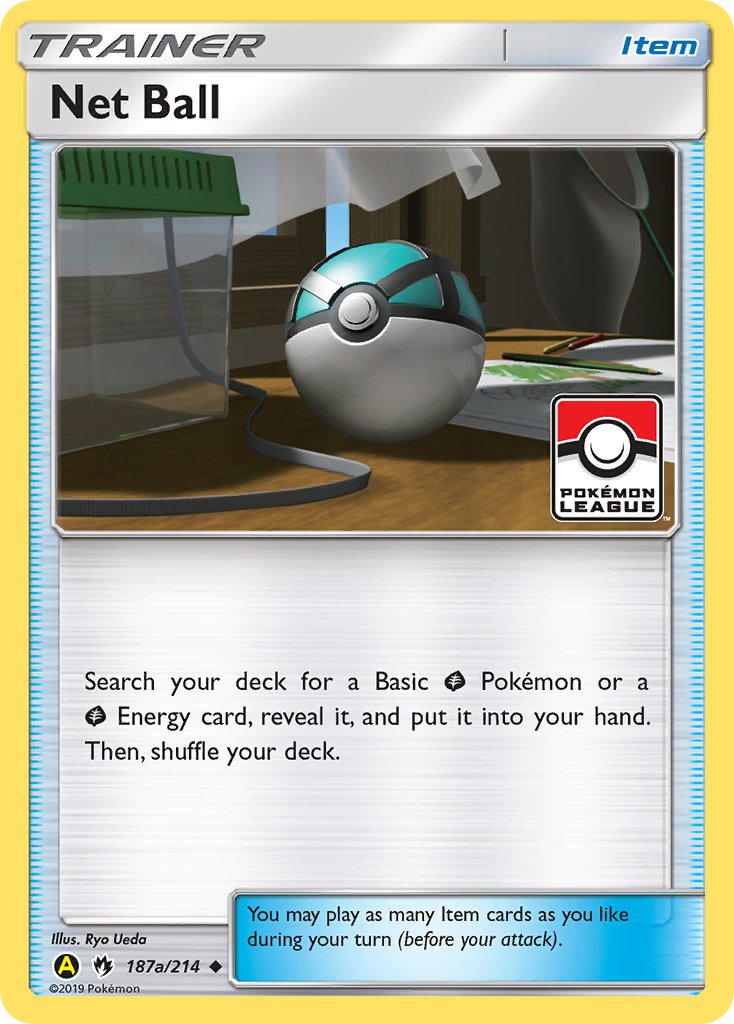 TRAINER Item
Net Ball
POKÉMON
LEAGUE
™
Search your deck for a Basic Pokémon or a
Energy card, reveal it, and put it into your hand.
Then, shuffle your deck.
You may play as many Item cards as you like
during your turn (before your attack).
Illus. Ryo Ueda
A 187a/214
©2019 Pokémon